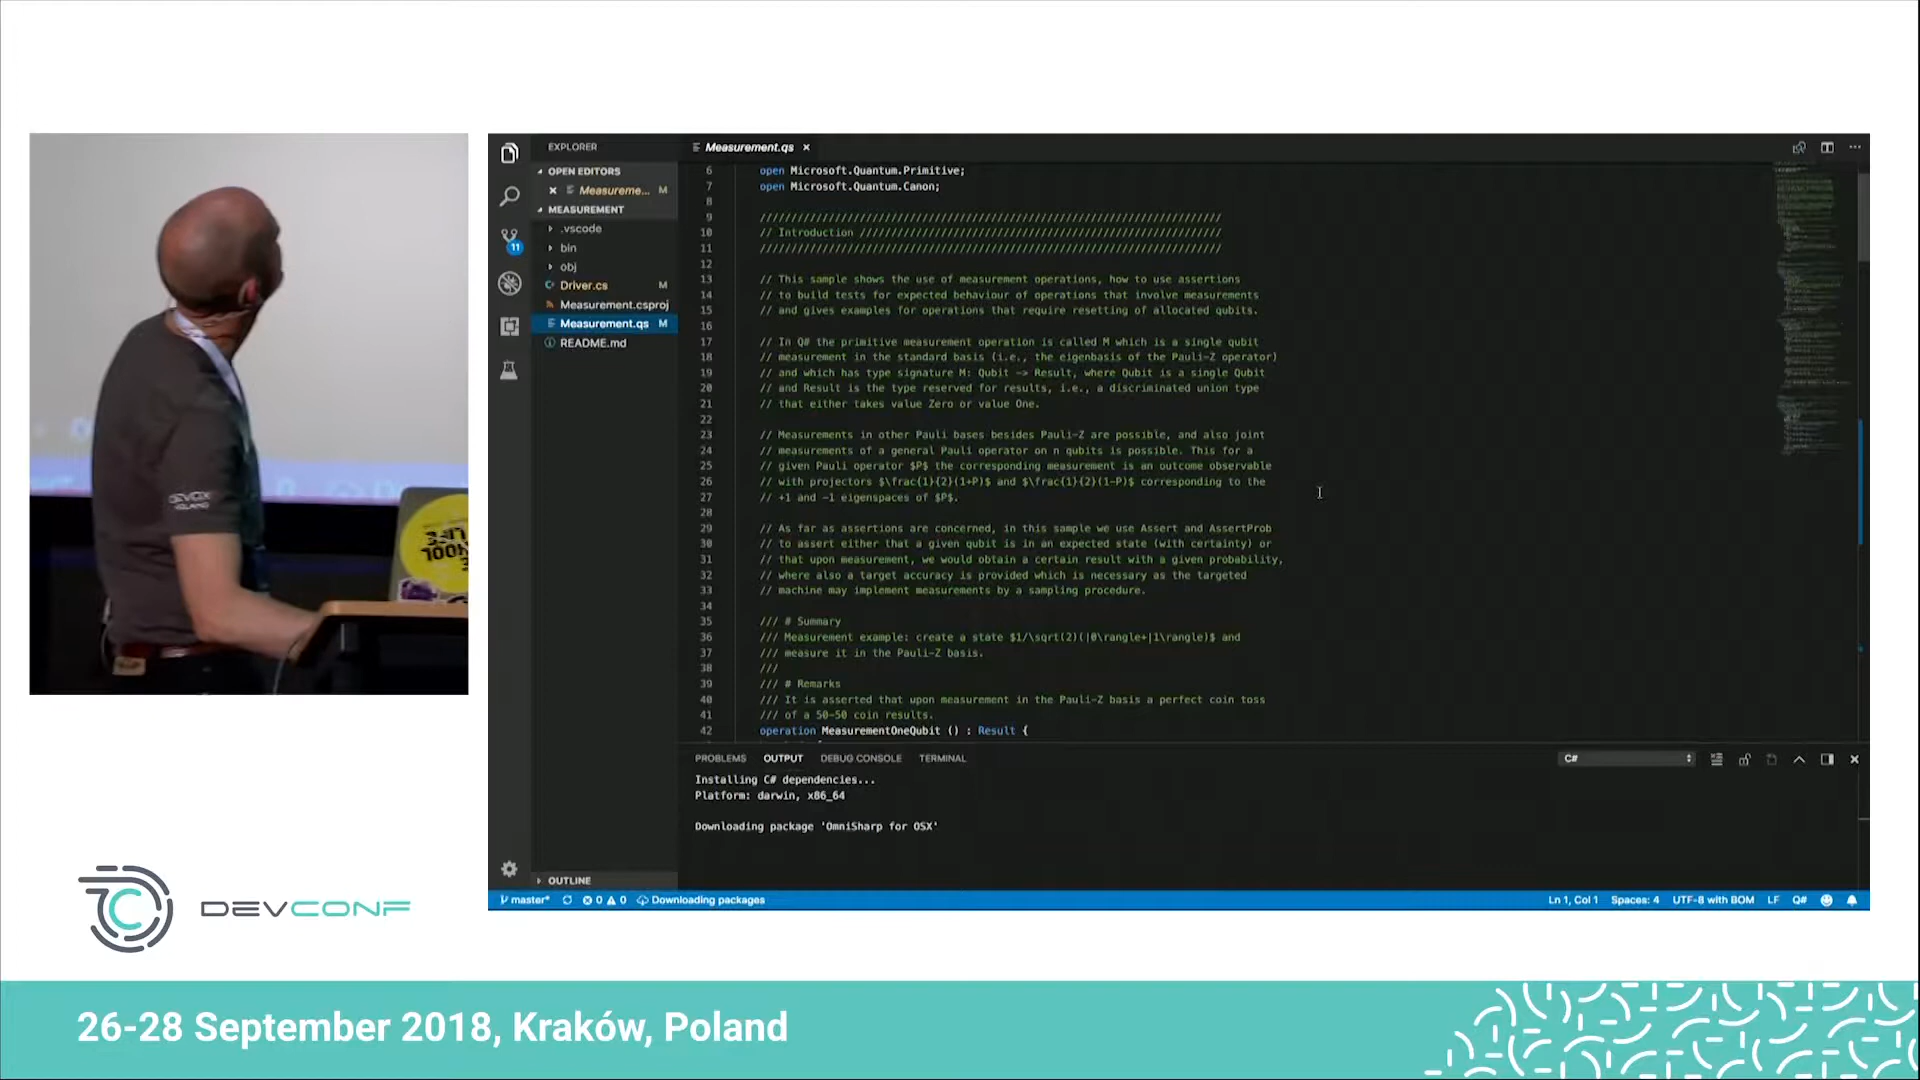 EXPLORER
OPEN EDITORS
Measureme... M
MEASUREMENT
.vscode
bin
obj
Driver.cs M
Measurement.csproj
Measurement.qs M
README.md
OUTLINE
11
Measurement.qs
6 open Microsoft.Quantum.Primitive;
7 open Microsoft.Quantum.Canon;
8
9 //////////////////////////////////////////////////////////////////////////
10 // Introduction //////////////////////////////////////////////////////////
11 //////////////////////////////////////////////////////////////////////////
12
13 // This sample shows the use of measurement operations, how to use assertions
14 // to build tests for expected behaviour of operations that involve measurements
15 // and gives examples for operations that require resetting of allocated qubits.
16
17 // In Q# the primitive measurement operation is called M which is a single qubit
18 // measurement in the standard basis (i.e., the eigenbasis of the Pauli-Z operator)
19 // and which has type signature M: Qubit -> Result, where Qubit is a single Qubit
20 // and Result is the type reserved for results, i.e., a discriminated union type
21 // that either takes value Zero or value One.
22
23 // Measurements in other Pauli bases besides Pauli-Z are possible, and also joint
24 // measurements of a general Pauli operator on n qubits is possible. This for a
25 // given Pauli operator $P$ the corresponding measurement is an outcome observable
26 // with projectors $\frac{1}{2}(1+P)$ and $\frac{1}{2}(1-P)$ corresponding to the
27 // +1 and -1 eigenspaces of $P$.
28
29 // As far as assertions are concerned, in this sample we use Assert and AssertProb
30 // to assert either that a given qubit is in an expected state (with certainty) or
31 // that upon measurement, we would obtain a certain result with a given probability,
32 // where also a target accuracy is provided which is necessary as the targeted
33 // machine may implement measurements by a sampling procedure.
34
35 /// # Summary
36 /// Measurement example: create a state $1/\sqrt(2)(|0\rangle+|1\rangle)$ and
37 /// measure it in the Pauli-Z basis.
38 ///
39 /// # Remarks
40 /// It is asserted that upon measurement in the Pauli-Z basis a perfect coin toss
41 /// of a 50-50 coin results.
42 operation MeasurementOneQubit () : Result {
PROBLEMS OUTPUT DEBUG CONSOLE TERMINAL C#
Installing C# dependencies...
Platform: darwin, x86_64
Downloading package 'OmniSharp for OSX'
master* 0 0 Downloading packages Ln 1, Col 1 Spaces: 4 UTF-8 with BOM LF Q#
DEVOXX
POLAND
DEVCONF
26-28 September 2018, Kraków, Poland